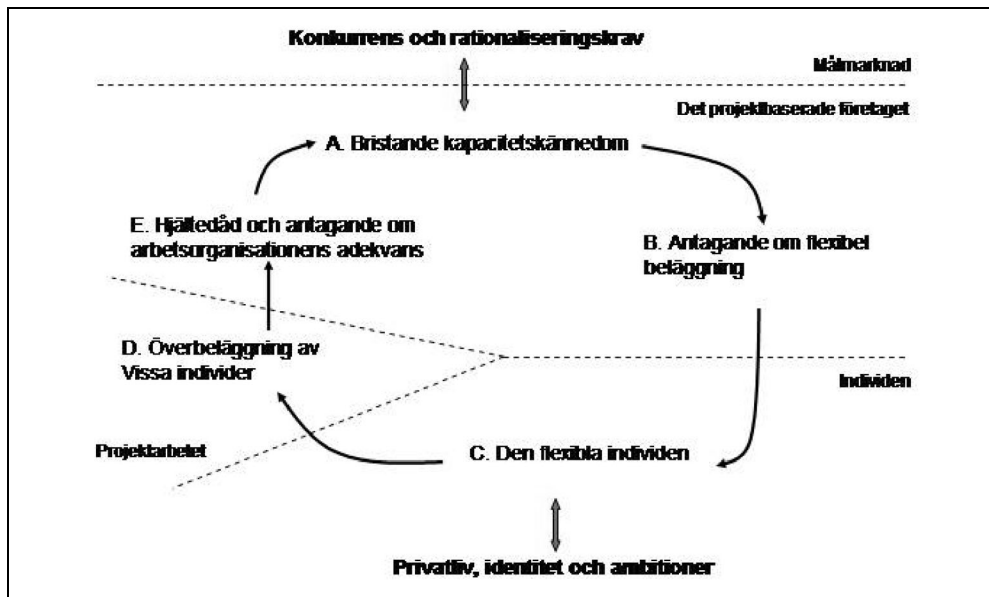 Konkurrens och rationaliseringskrav
Målmarknad
Det projektbaserade företaget
A. Bristande kapacitetskännedom
E. Hjältedåd och antagande om
arbetsorganisationens adekvans
B. Antagande om flexibel
beläggning
D. Överbeläggning av
Vissa individer
Individen
Projektarbetet
C. Den flexibla individen
Privatliv, identitet och ambitioner